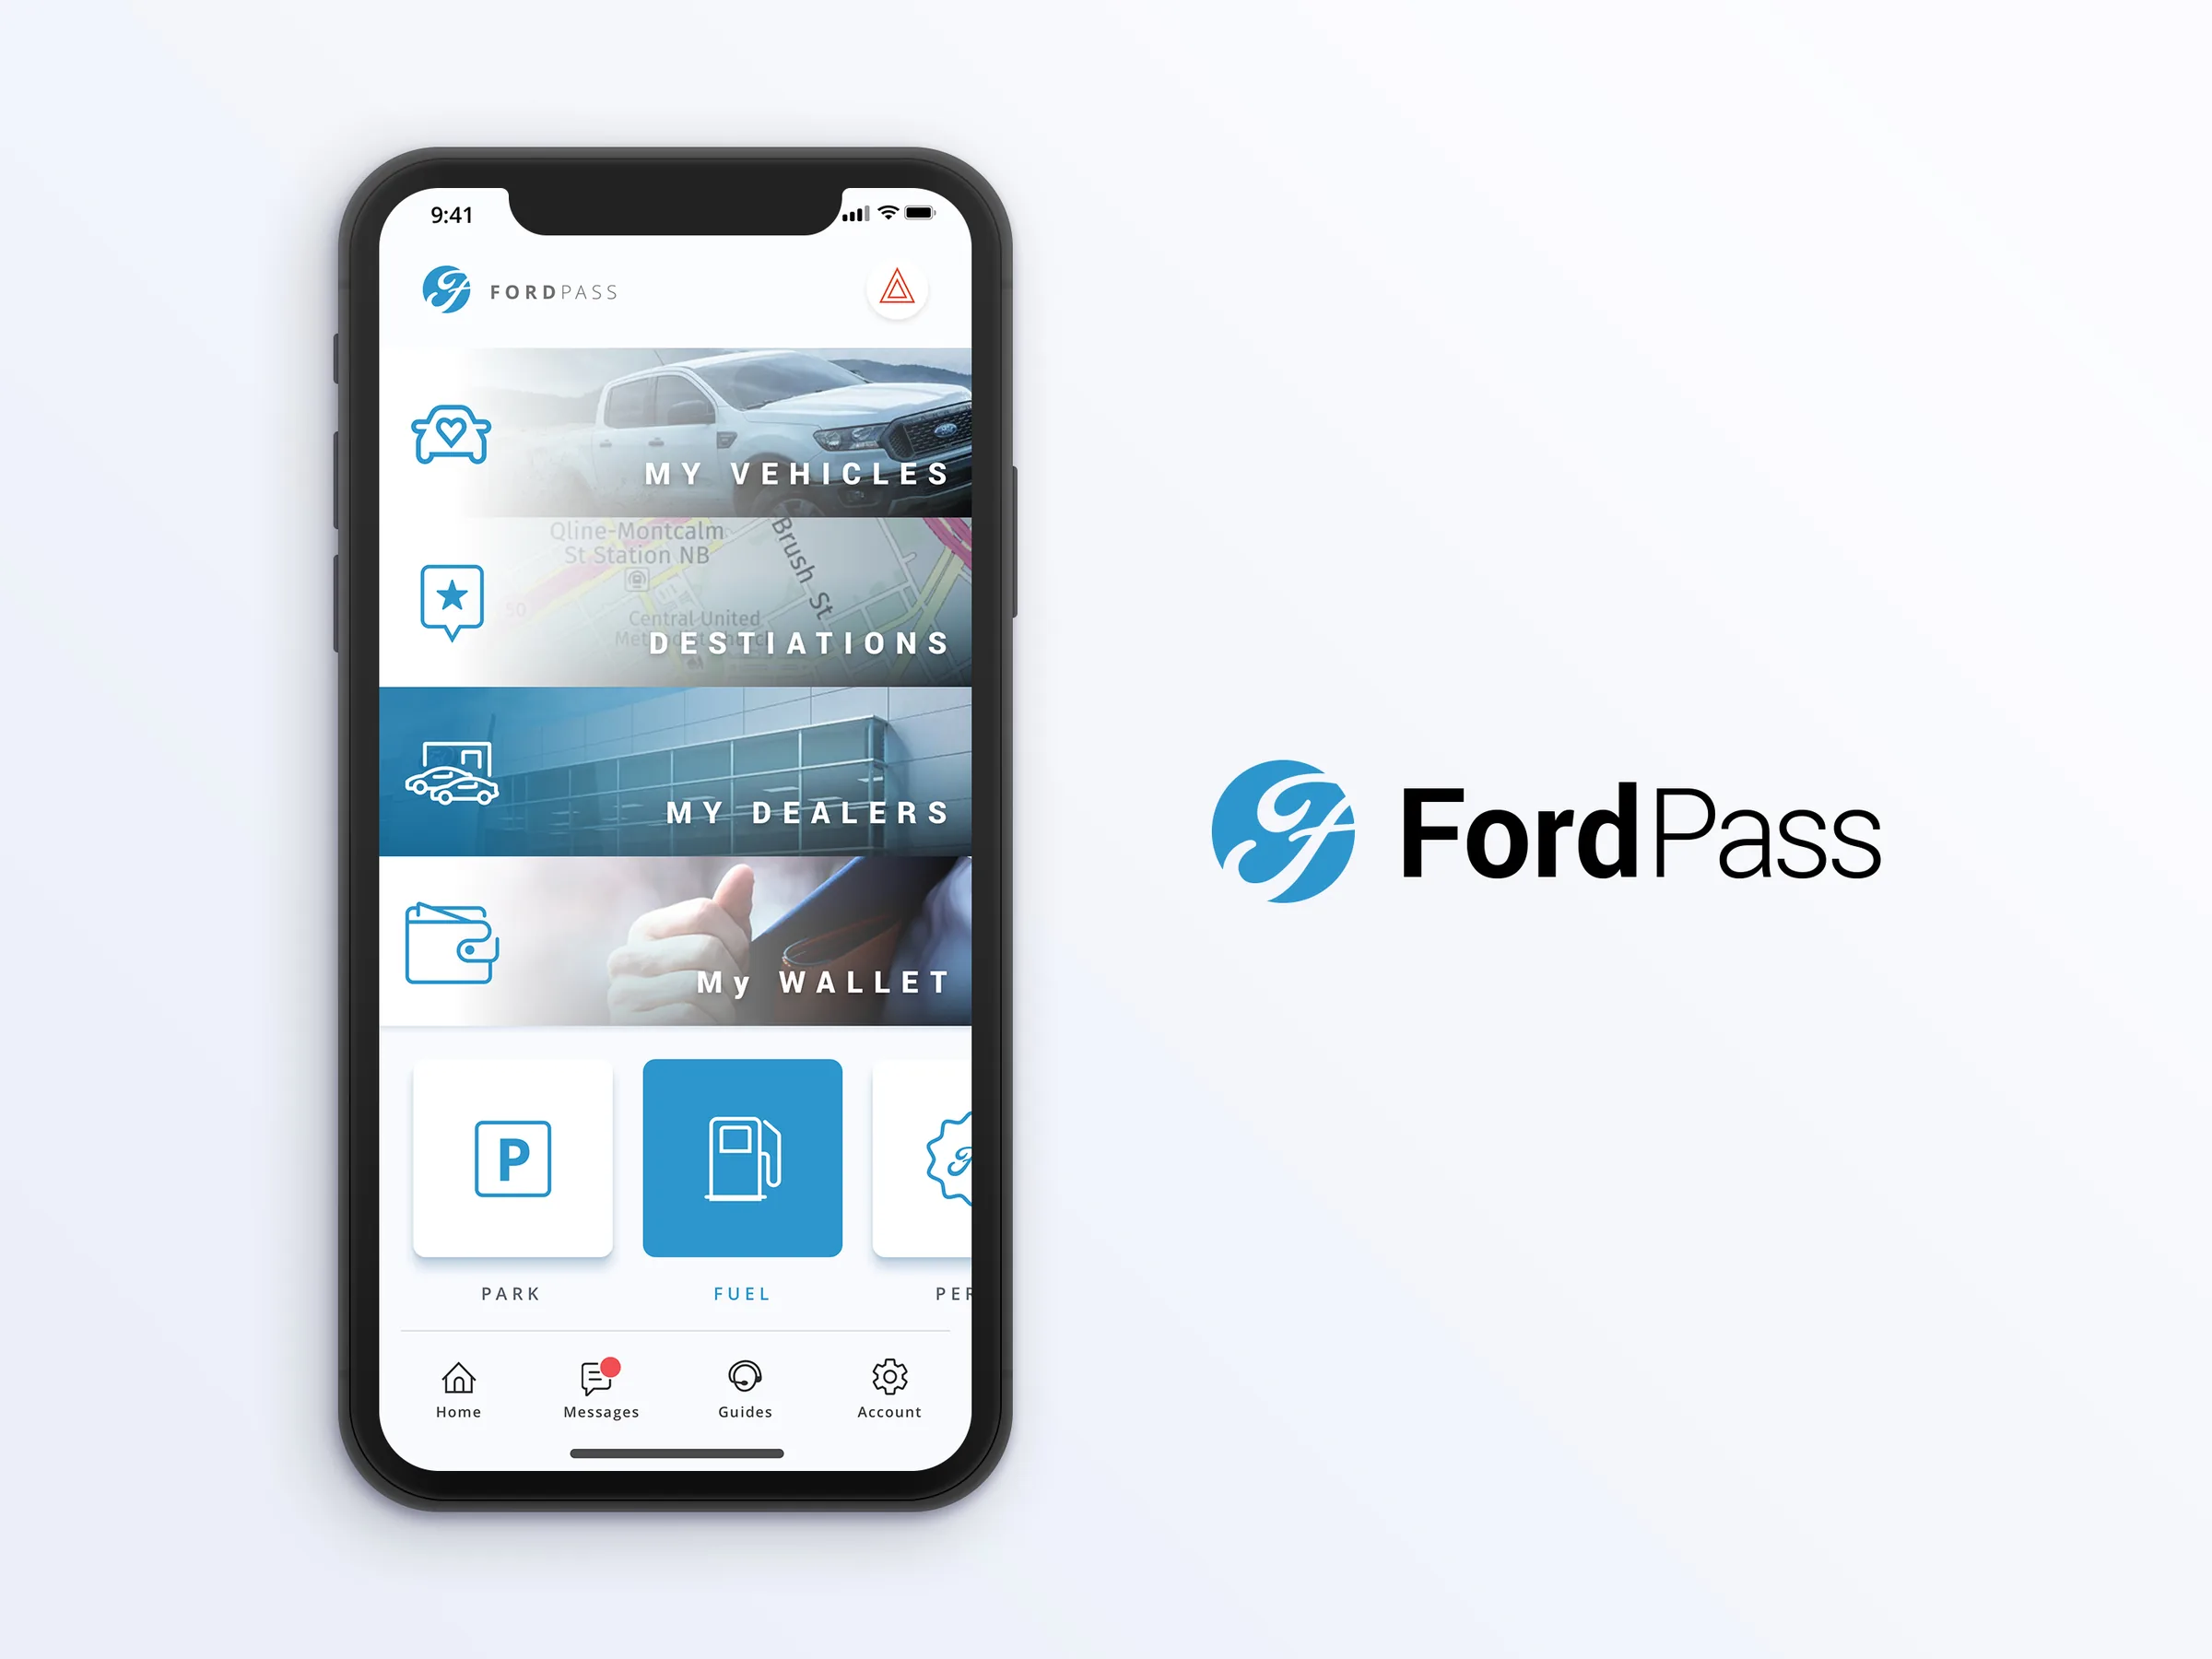 9:41
FORDPASS
MY VEHICLES
Qline-Montcalm
St Station NB
Brush St
Central United
DESTIATIONS
MY DEALERS
My WALLET
P
PARK
FUEL
PER
Home
Messages
Guides
Account
FordPass